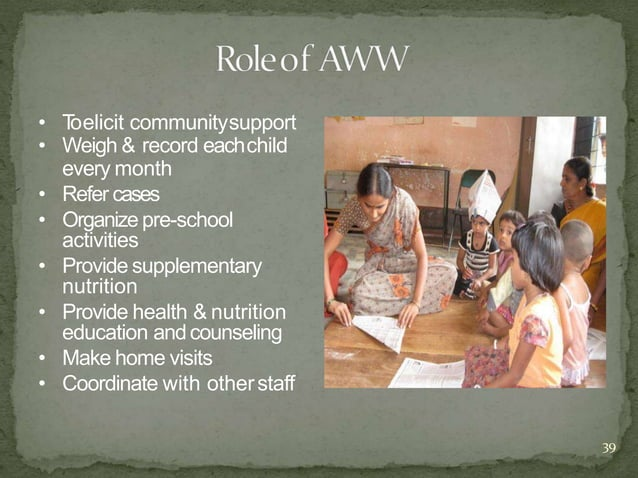 Role of AWW
• To elicit community support
• Weigh & record each child
every month
• Refer cases
• Organize pre-school
activities
• Provide supplementary
nutrition
• Provide health & nutrition
education and counseling
• Make home visits
• Coordinate with other staff
39